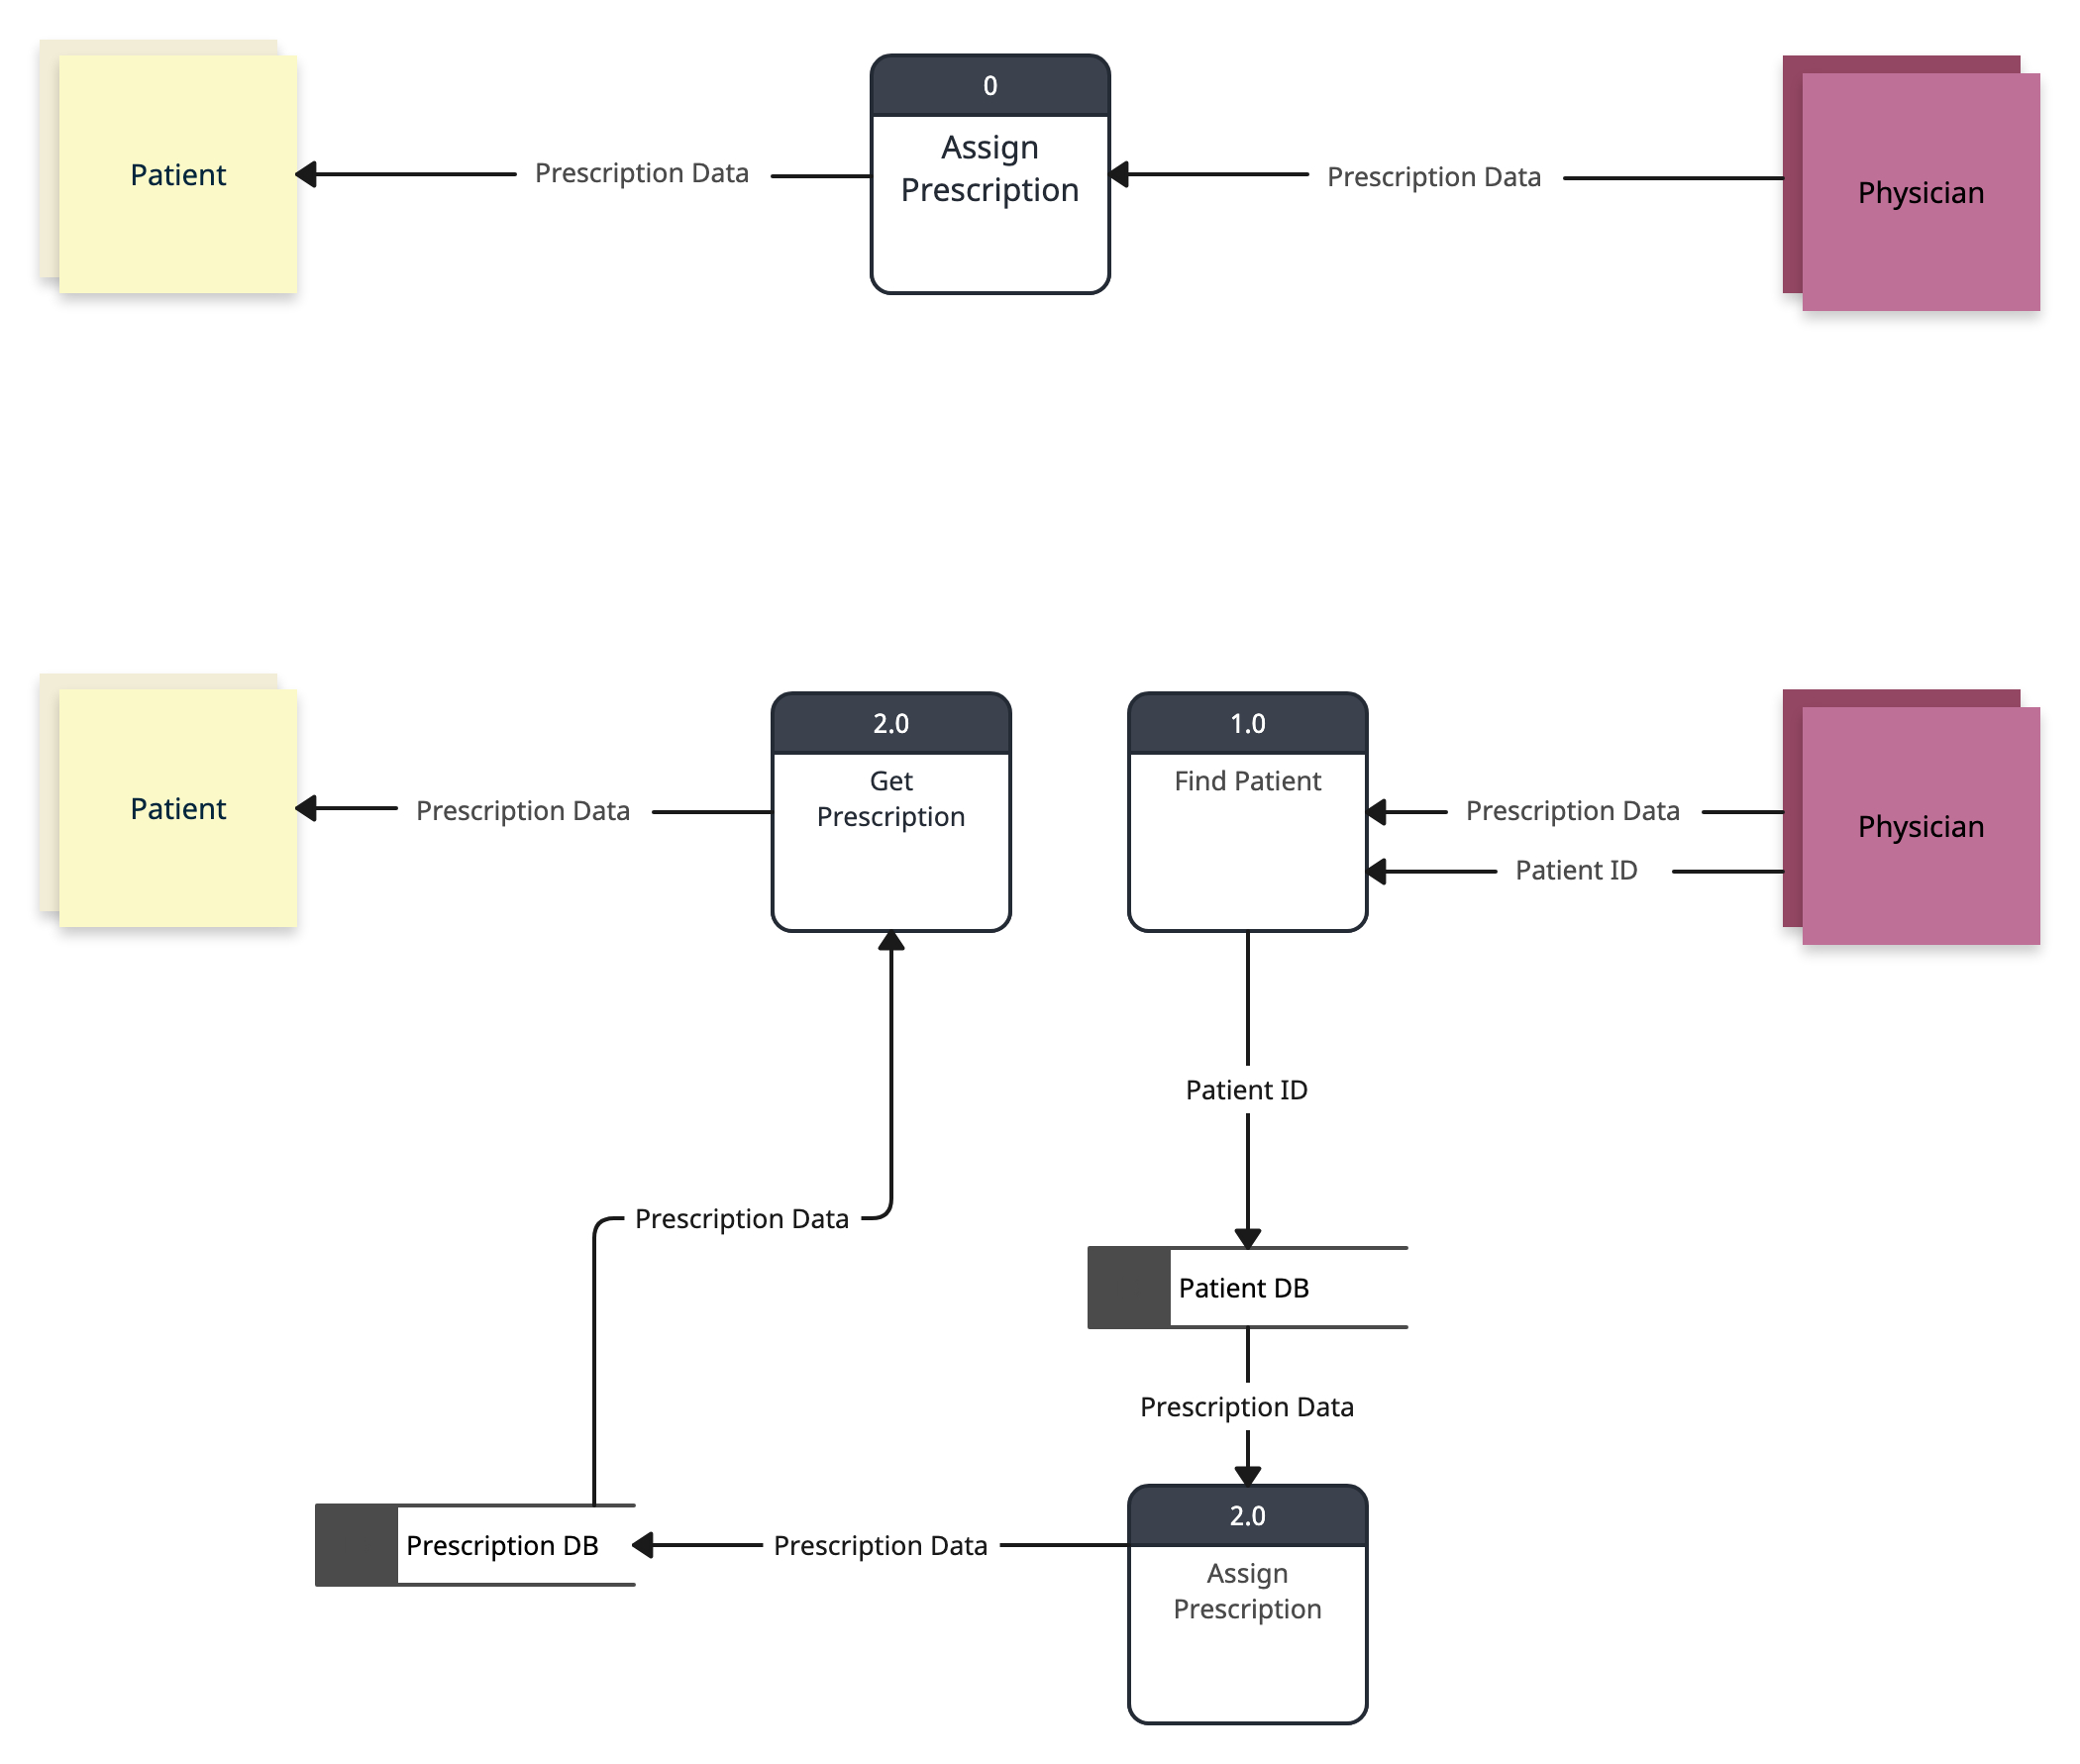 0
Patient
Prescription Data
Assign
Prescription
Prescription Data
Physician
2.0
1.0
Patient
Prescription Data
Get
Prescription
Find Patient
Prescription Data
Physician
Patient ID
Patient ID
Prescription Data
Patient DB
Prescription Data
2.0
Prescription DB
Prescription Data
Assign
Prescription